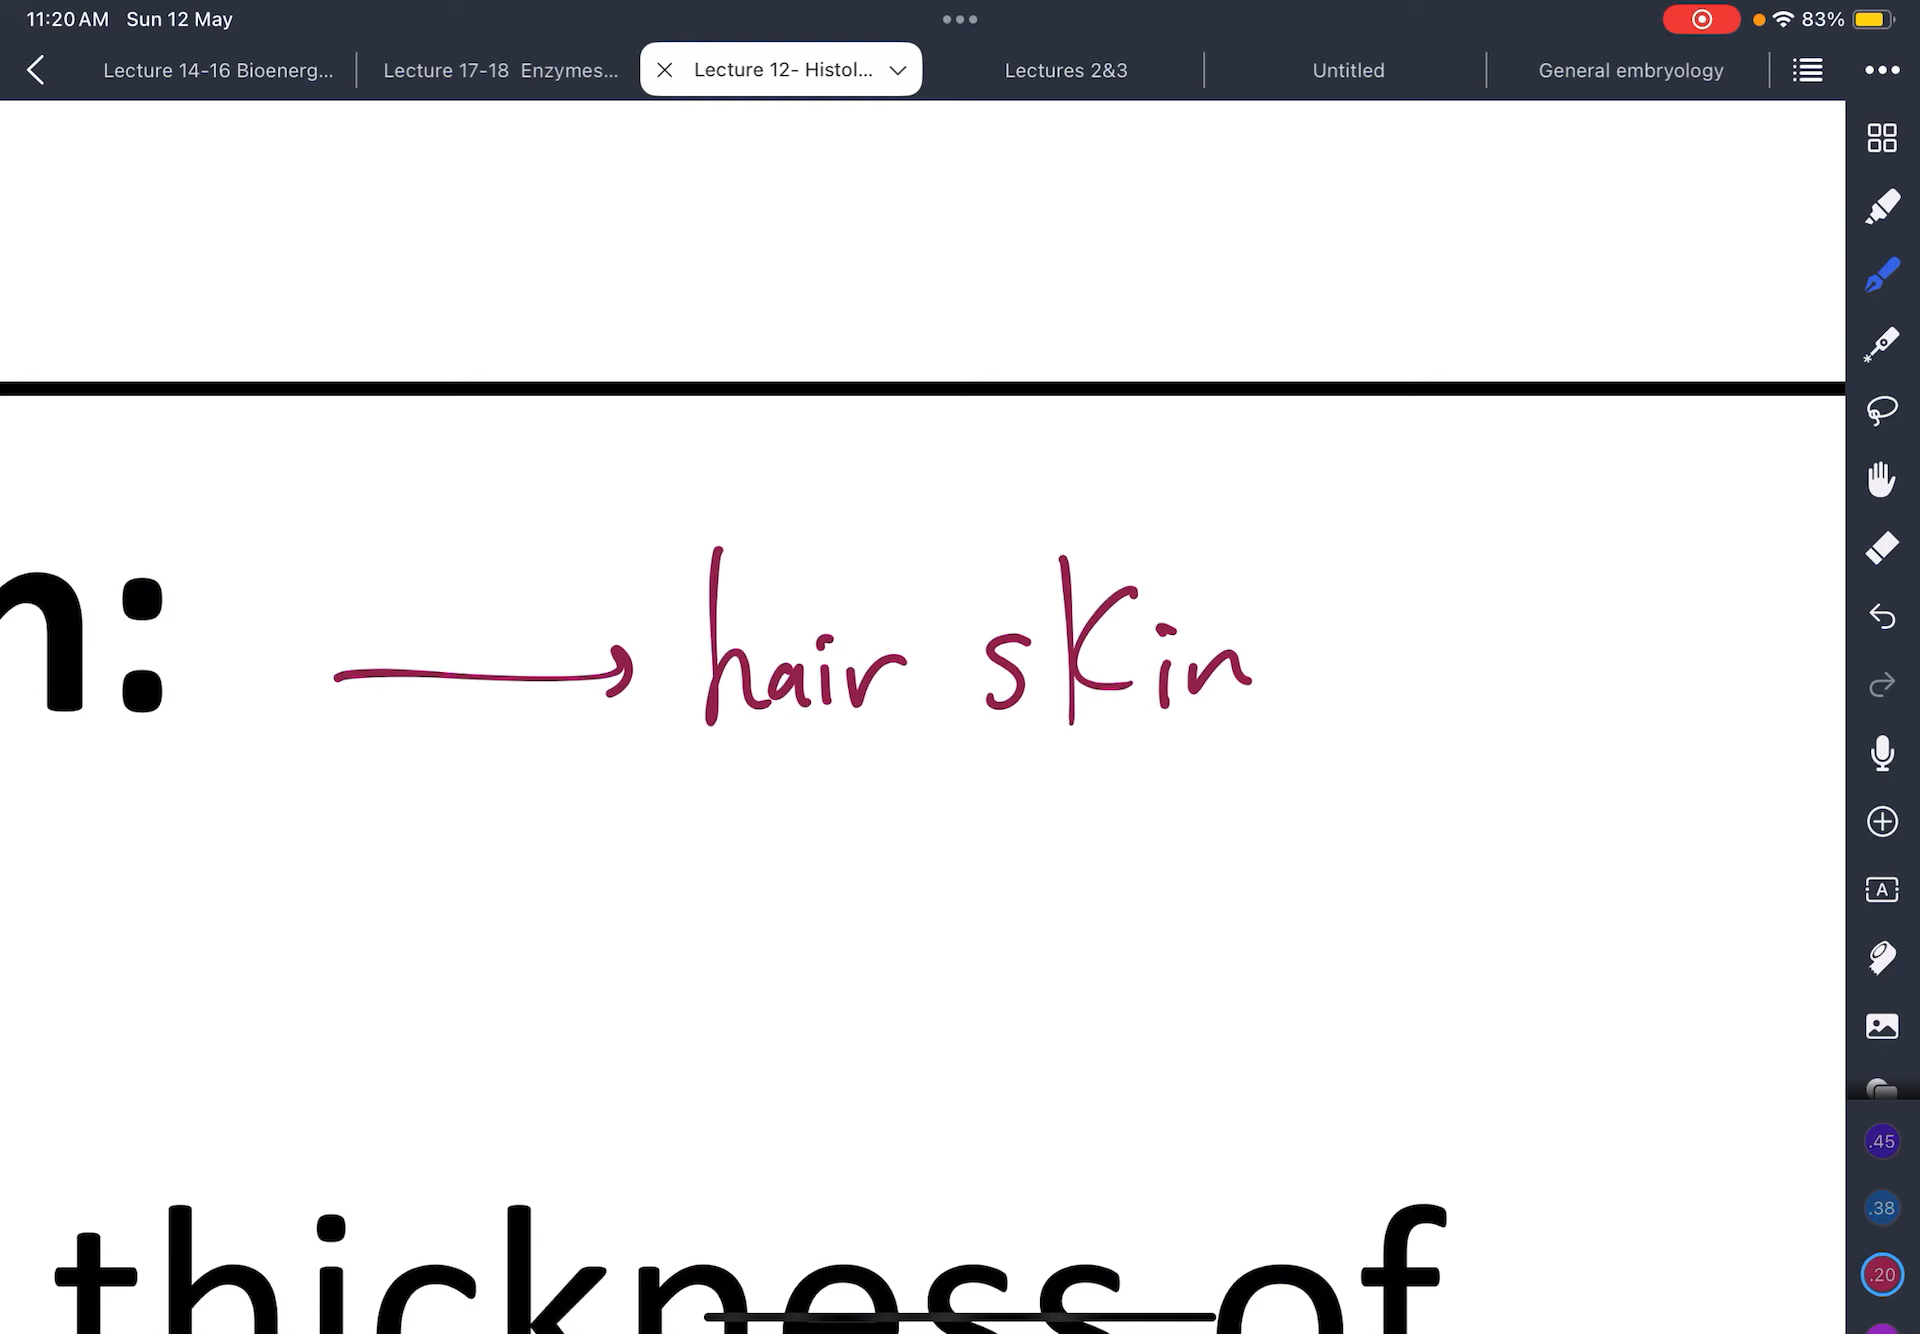 11:20 AM Sun 12 May
83%
Lecture 14-16 Bioenerg...
Lecture 17-18 Enzymes...
Lecture 12- Histol...
Lectures 2&3
Untitled
General embryology
n: → hair skin
A
.45
.38
.20
thickness of